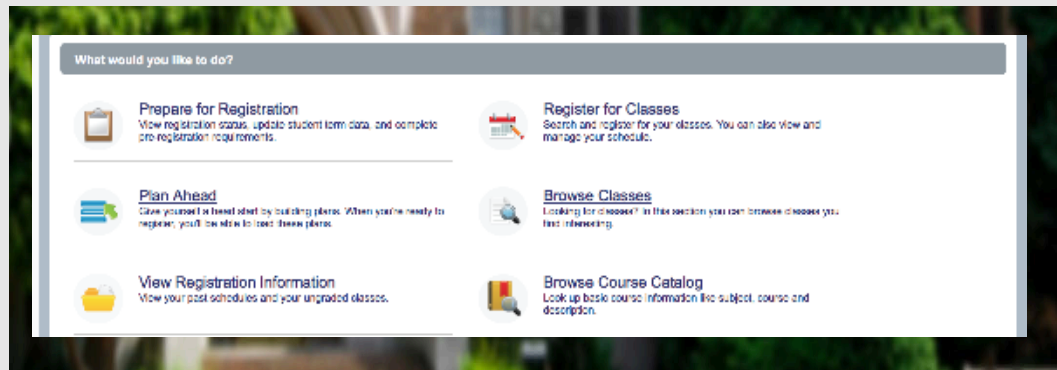 What would you like to do?
Prepare for Registration
View registration status, update student term data, and complete
pre-registration requirements.
Register for Classes
Search and register for your classes. You can also view and
manage your schedule.
Plan Ahead
Give yourself a head start by building plans. When you're ready to
register, you'll be able to load these plans.
Browse Classes
Looking for classes? In this section you can browse classes you
find interesting.
View Registration Information
View your past schedules and your ungraded classes.
Browse Course Catalog
Look up basic course information like subject, course and
description.